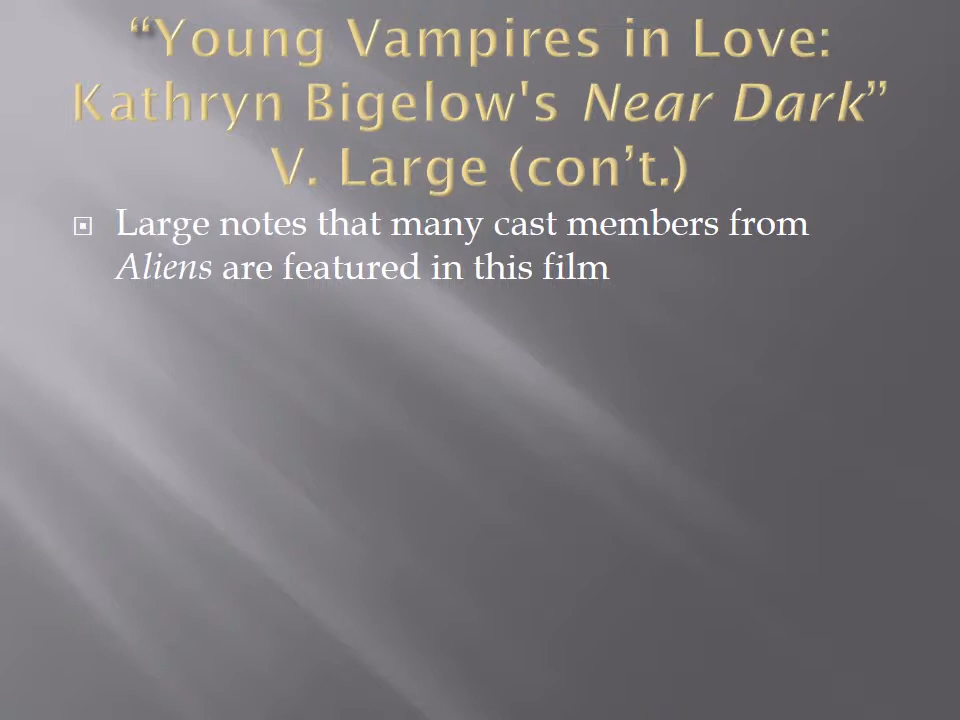 “Young Vampires in Love:
Kathryn Bigelow's Near Dark”
V. Large (con’t.)
Large notes that many cast members from
Aliens are featured in this film